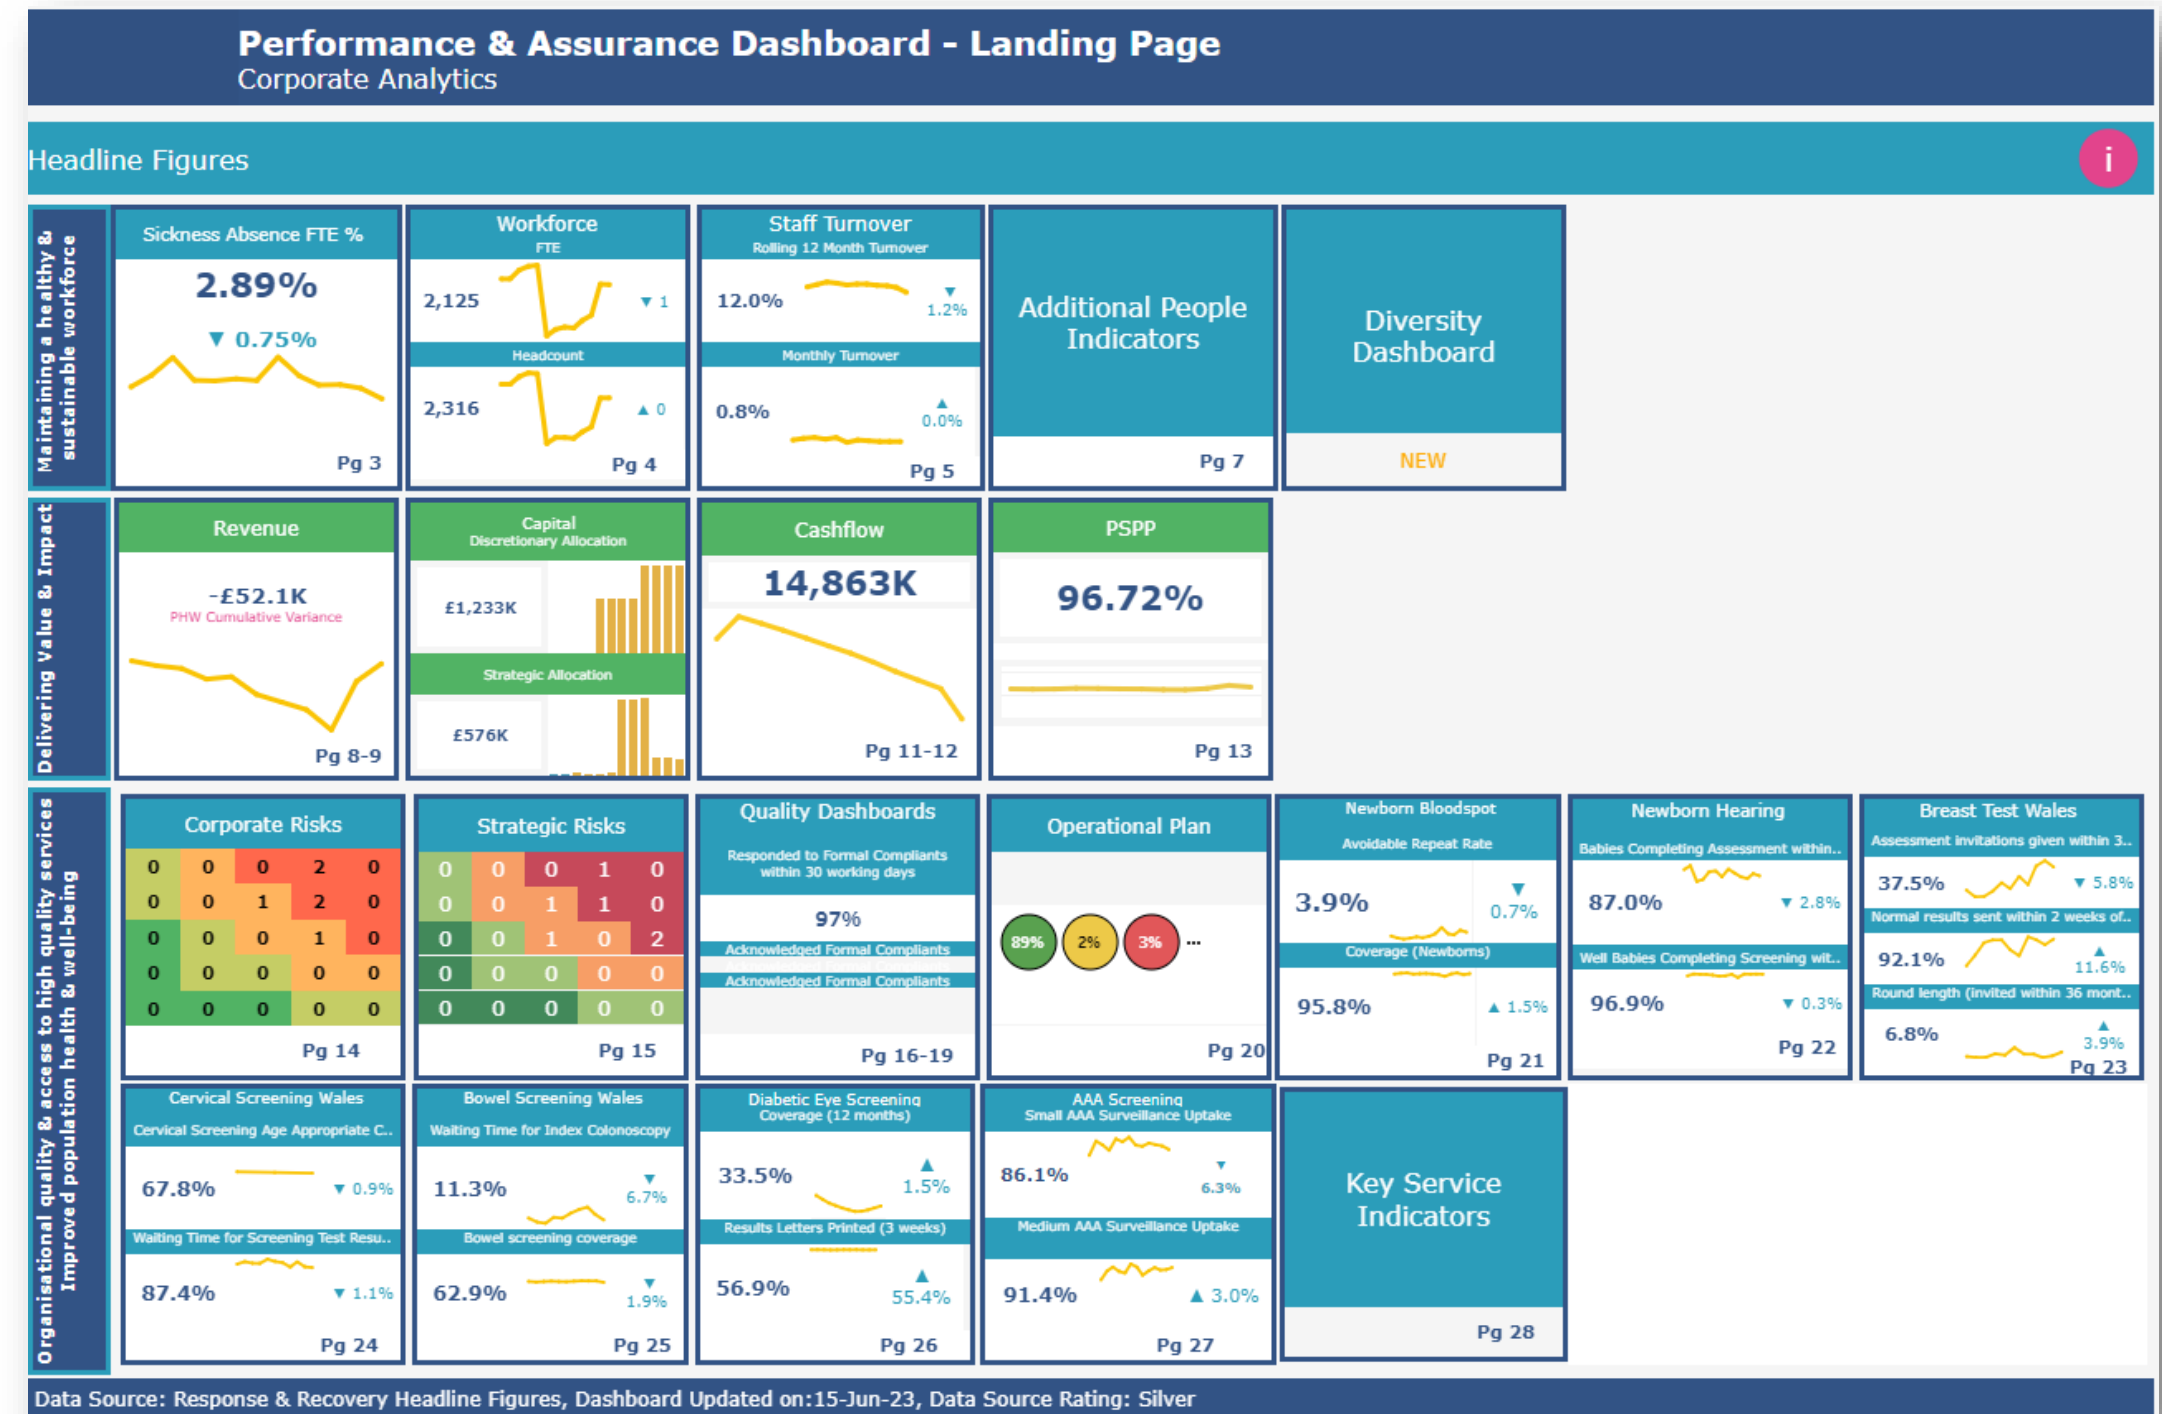 Performance & Assurance Dashboard - Landing Page
Corporate Analytics
Headline Figures
i
Maintaining a healthy &
sustainable workforce
Sickness Absence FTE %
2.89%
▼ 0.75%
Pg 3
Workforce
FTE
2,125
▼ 1
Headcount
2,316
▲ 0
Pg 4
Staff Turnover
Rolling 12 Month Turnover
12.0%
▼
1.2%
Monthly Turnover
0.8%
▲
0.0%
Pg 5
Additional People
Indicators
Pg 7
Diversity
Dashboard
NEW
Delivering Value & Impact
Revenue
-£52.1K
PHW Cumulative Variance
Pg 8-9
Capital
Discretionary Allocation
£1,233K
Strategic Allocation
£576K
Cashflow
14,863K
Pg 11-12
PSPP
96.72%
Pg 13
Organisational quality & access to high quality services
Improved population health & well-being
Corporate Risks
0 0 0 2 0
0 0 1 2 0
0 0 0 1 0
0 0 0 0 0
0 0 0 0 0
Pg 14
Strategic Risks
0 0 0 1 0
0 0 1 1 0
0 0 1 0 2
0 0 0 0 0
0 0 0 0 0
Pg 15
Quality Dashboards
Responded to Formal Compliants
within 30 working days
97%
Acknowledged Formal Compliants
Acknowledged Formal Compliants
Pg 16-19
Operational Plan
89% 2% 3% ...
Pg 20
Newborn Bloodspot
Avoidable Repeat Rate
3.9%
▼
0.7%
Coverage (Newborns)
95.8%
▲ 1.5%
Pg 21
Newborn Hearing
Babies Completing Assessment within..
87.0%
▼ 2.8%
Well Babies Completing Screening wit..
96.9%
▼ 0.3%
Pg 22
Breast Test Wales
Assessment invitations given within 3..
37.5%
▼ 5.8%
Normal results sent within 2 weeks of..
92.1%
▲
11.6%
Round length (invited within 36 mont..
6.8%
▲
3.9%
Pg 23
Cervical Screening Wales
Cervical Screening Age Appropriate C..
67.8%
▼ 0.9%
Waiting Time for Screening Test Resu..
87.4%
▼ 1.1%
Pg 24
Bowel Screening Wales
Waiting Time for Index Colonoscopy
11.3%
▼
6.7%
Bowel screening coverage
62.9%
▼
1.9%
Pg 25
Diabetic Eye Screening
Coverage (12 months)
33.5%
▲
1.5%
Results Letters Printed (3 weeks)
56.9%
▲
55.4%
Pg 26
AAA Screening
Small AAA Surveillance Uptake
86.1%
▼
6.3%
Medium AAA Surveillance Uptake
91.4%
▲ 3.0%
Pg 27
Key Service
Indicators
Pg 28
Data Source: Response & Recovery Headline Figures, Dashboard Updated on:15-Jun-23, Data Source Rating: Silver